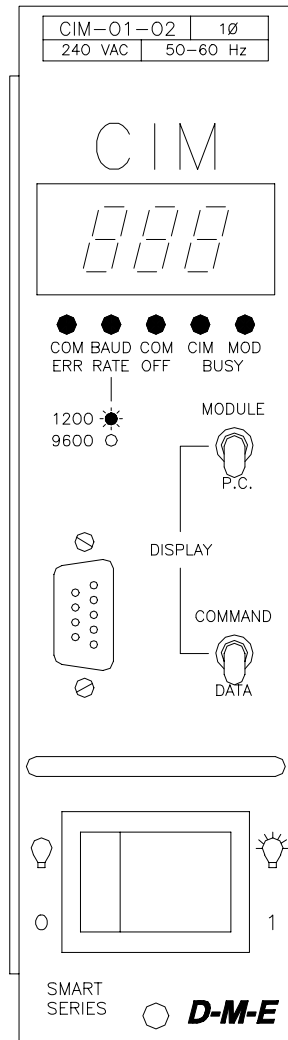 CIM-01-02 1Ø
240 VAC 50-60 Hz
CIM
888
COM ERR BAUD RATE COM OFF CIM MOD BUSY
1200
9600
MODULE
P.C.
DISPLAY
COMMAND
DATA
0 1
SMART
SERIES
D-M-E